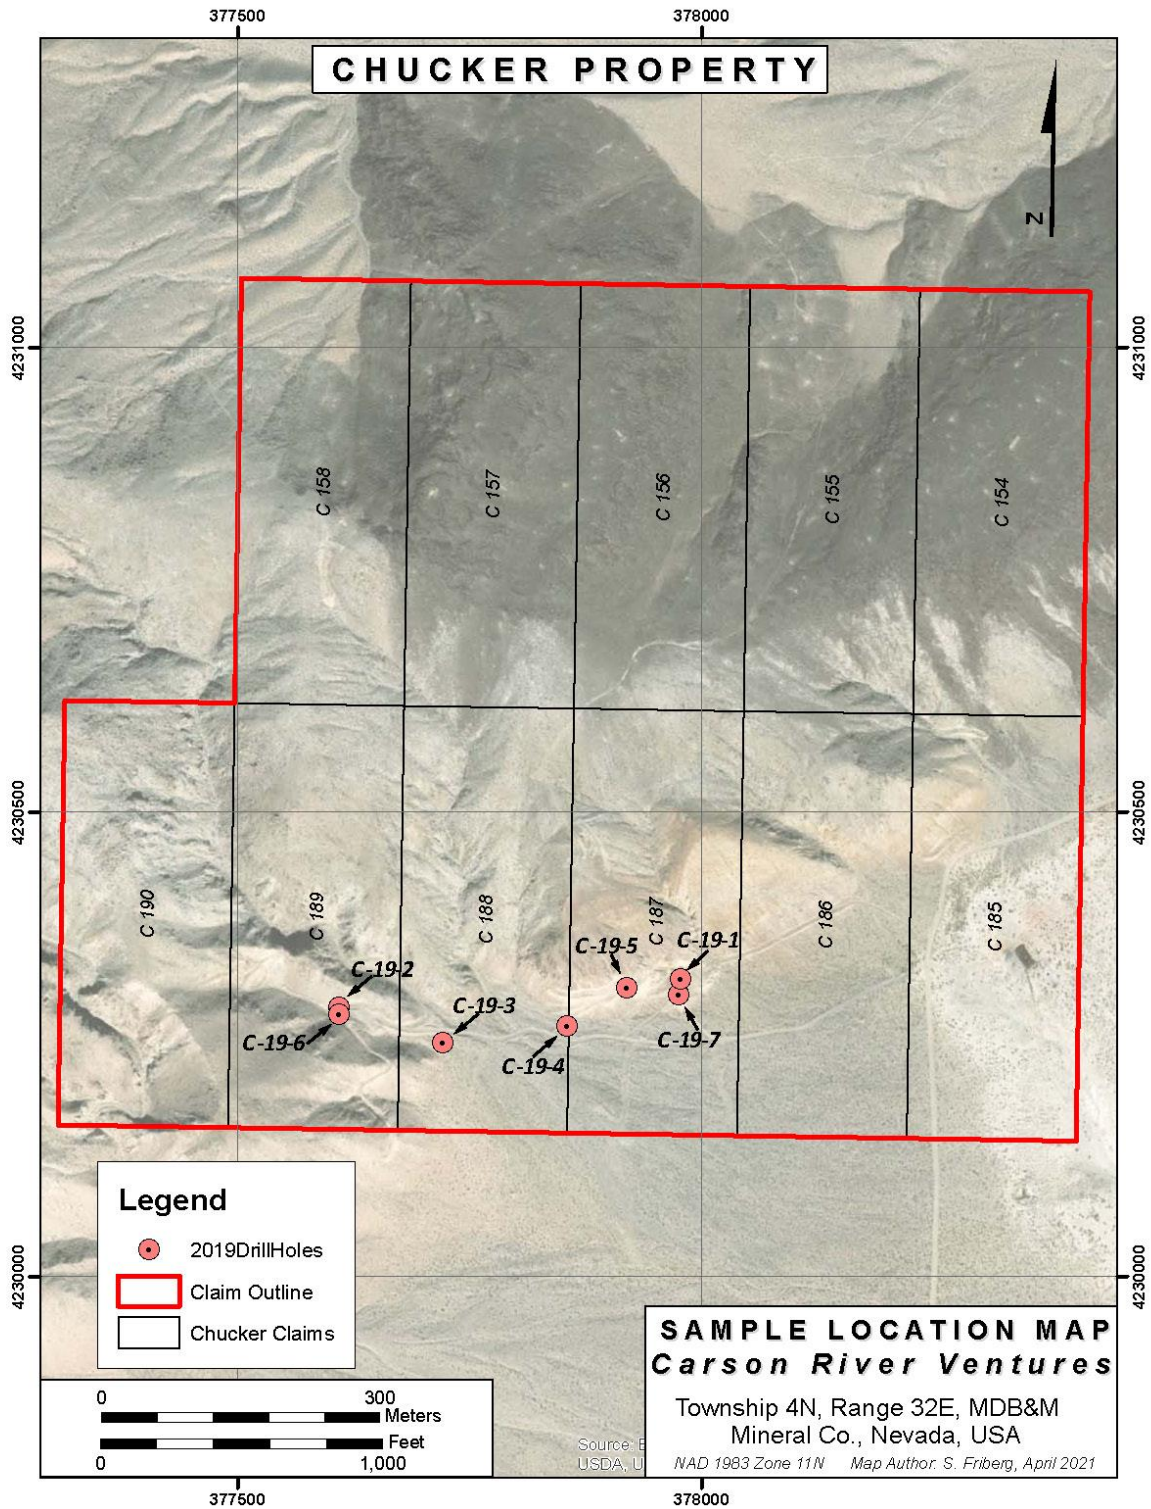 377500
378000
CHUCKER PROPERTY
N
4231000
4231000
C 158
C 157
C 156
C 155
C 154
4230500
4230500
C 190
C 189
C 188
C 187
C 186
C 185
C-19-5
C-19-1
C-19-2
C-19-3
C-19-6
C-19-4
C-19-7
Legend
2019DrillHoles
Claim Outline
Chucker Claims
4230000
4230000
SAMPLE LOCATION MAP
Carson River Ventures
Township 4N, Range 32E, MDB&M
Mineral Co., Nevada, USA
NAD 1983 Zone 11N Map Author: S. Friberg, April 2021
0 300
Meters
Feet
0 1,000
Source: E
USDA, U
377500
378000